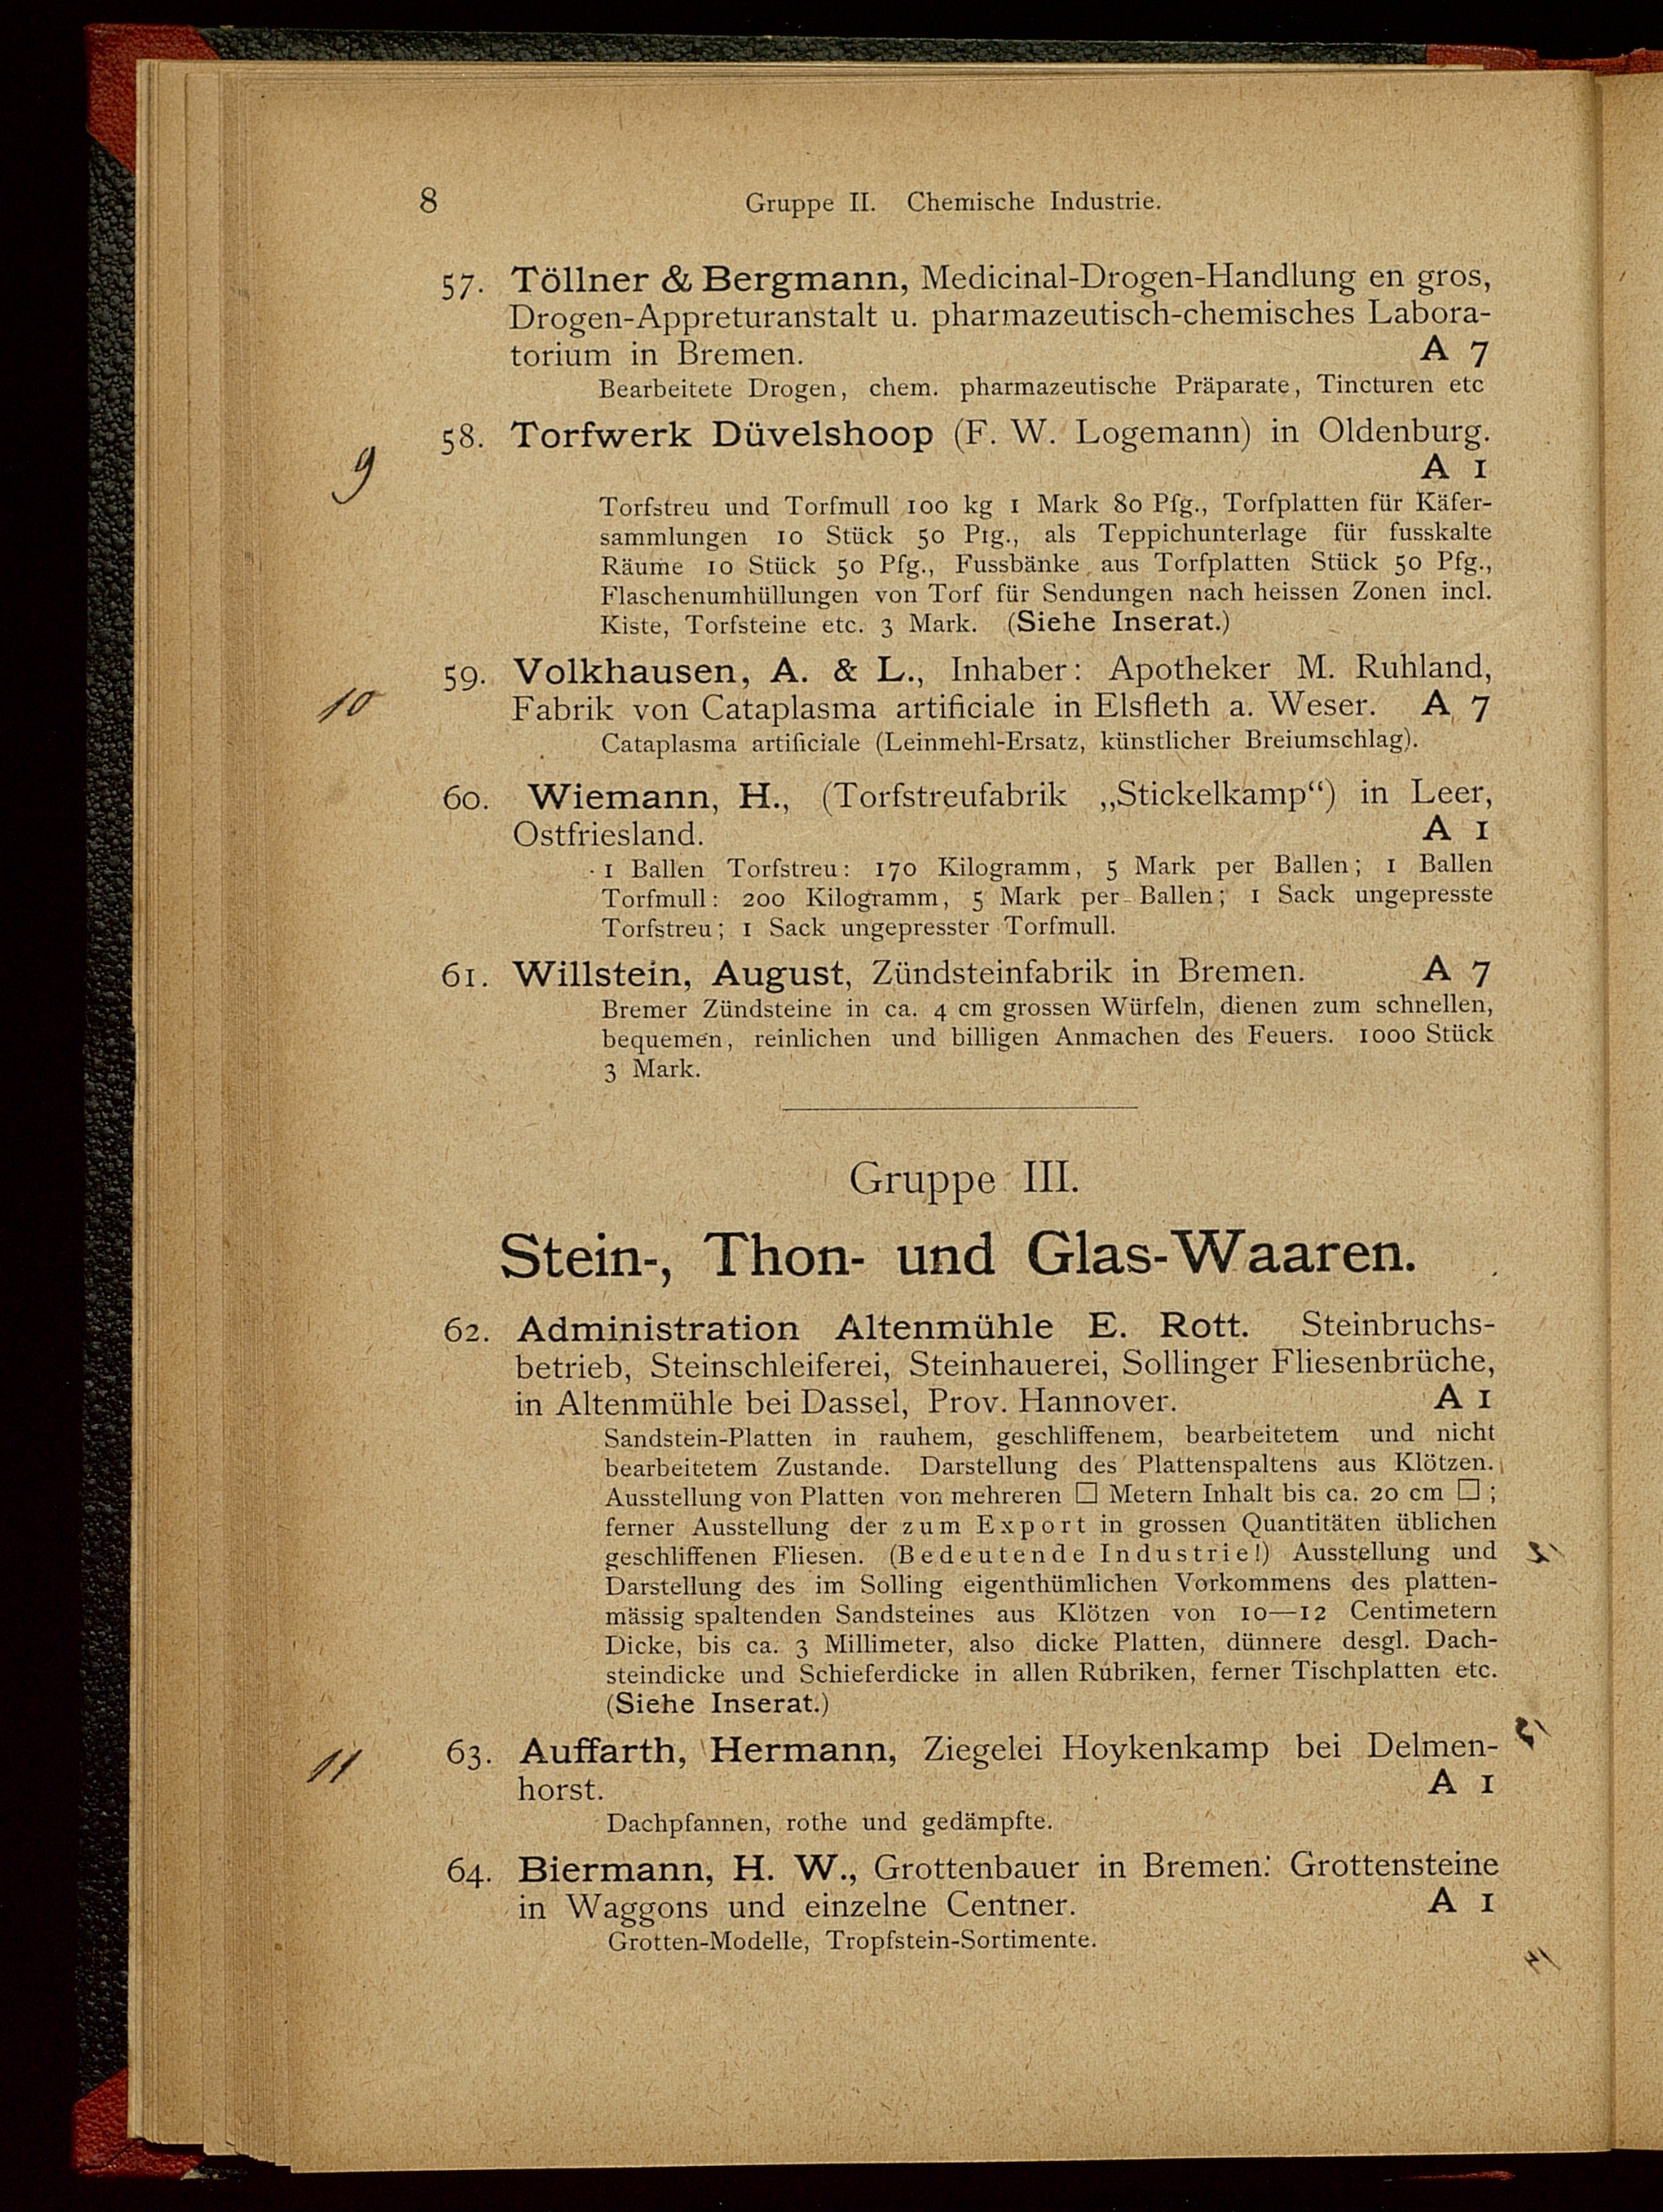 8 Gruppe II. Chemische Industrie.
57. Töllner & Bergmann, Medicinal-Drogen-Handlung en gros,
Drogen-Appreturanstalt u. pharmazeutisch-chemisches Labora-
torium in Bremen. A 7
Bearbeitete Drogen, chem. pharmazeutische Präparate, Tincturen etc
58. Torfwerk Düvelshoop (F. W. Logemann) in Oldenburg.
9
A 1
Torfstreu und Torfmull 100 kg 1 Mark 80 Pfg., Torfplatten für Käfer-
sammlungen 10 Stück 50 Pfg., als Teppichunterlage für fusskalte
Räume 10 Stück 50 Pfg., Fussbänke aus Torfplatten Stück 50 Pfg.,
Flaschenumhüllungen von Torf für Sendungen nach heissen Zonen incl.
Kiste, Torfsteine etc. 3 Mark. (Siehe Inserat.)
59. Volkhausen, A. & L., Inhaber: Apotheker M. Ruhland,
10
Fabrik von Cataplasma artificiale in Elsfleth a. Weser. A 7
Cataplasma artificiale (Leinmehl-Ersatz, künstlicher Breiumschlag).
60. Wiemann, H., (Torfstreufabrik „Stickelkamp“) in Leer,
Ostfriesland. A 1
1 Ballen Torfstreu: 170 Kilogramm, 5 Mark per Ballen; 1 Ballen
Torfmull: 200 Kilogramm, 5 Mark per Ballen; 1 Sack ungepresste
Torfstreu; 1 Sack ungepresster Torfmull.
61. Willstein, August, Zündsteinfabrik in Bremen. A 7
Bremer Zündsteine in ca. 4 cm grossen Würfeln, dienen zum schnellen,
bequemen, reinlichen und billigen Anmachen des Feuers. 1000 Stück
3 Mark.
Gruppe III.
Stein-, Thon- und Glas-Waaren.
62. Administration Altenmühle E. Rott. Steinbruchs-
betrieb, Steinschleiferei, Steinhauerei, Sollinger Fliesenbrüche,
in Altenmühle bei Dassel, Prov. Hannover. A 1
Sandstein-Platten in rauhem, geschliffenem, bearbeitetem und nicht
bearbeitetem Zustande. Darstellung des Plattenspaltens aus Klötzen.
Ausstellung von Platten von mehreren □ Metern Inhalt bis ca. 20 cm □;
ferner Ausstellung der zum Export in grossen Quantitäten üblichen
geschliffenen Fliesen. (Bedeutende Industrie!) Ausstellung und
Darstellung des im Solling eigenthümlichen Vorkommens des platten-
mässig spaltenden Sandsteines aus Klötzen von 10—12 Centimetern
Dicke, bis ca. 3 Millimeter, also dicke Platten, dünnere desgl. Dach-
steindicke und Schieferdicke in allen Rubriken, ferner Tischplatten etc.
(Siehe Inserat.)
63. Auffarth, Hermann, Ziegelei Hoykenkamp bei Delmen-
11
horst. A 1
Dachpfannen, rothe und gedämpfte.
64. Biermann, H. W., Grottenbauer in Bremen: Grottensteine
in Waggons und einzelne Centner. A 1
Grotten-Modelle, Tropfstein-Sortimente.